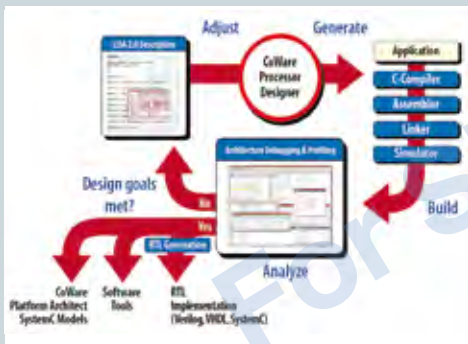 Adjust
Generate
LISA 2.0 Description
CoWare
Processor
Designer
Application
C-Compiler
Assembler
Linker
Simulator
Architecture Debugging & Profiling
Design goals
met?
No
Yes
Build
RTL Generation
Analyze
CoWare
Platform Architect
SystemC Models
Software
Tools
RTL
Implementation
(Verilog, VHDL, SystemC)
For S